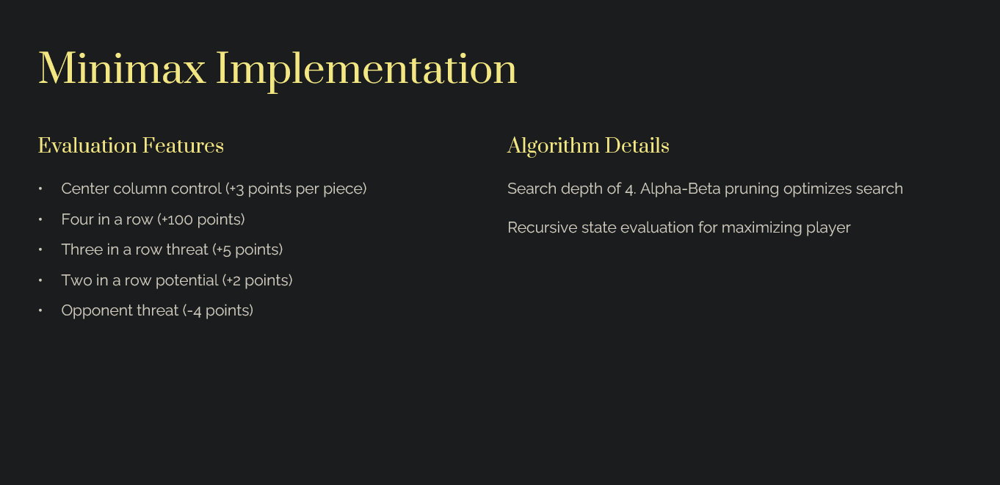 Minimax Implementation
Evaluation Features
• Center column control (+3 points per piece)
• Four in a row (+100 points)
• Three in a row threat (+5 points)
• Two in a row potential (+2 points)
• Opponent threat (-4 points)
Algorithm Details
Search depth of 4. Alpha-Beta pruning optimizes search
Recursive state evaluation for maximizing player